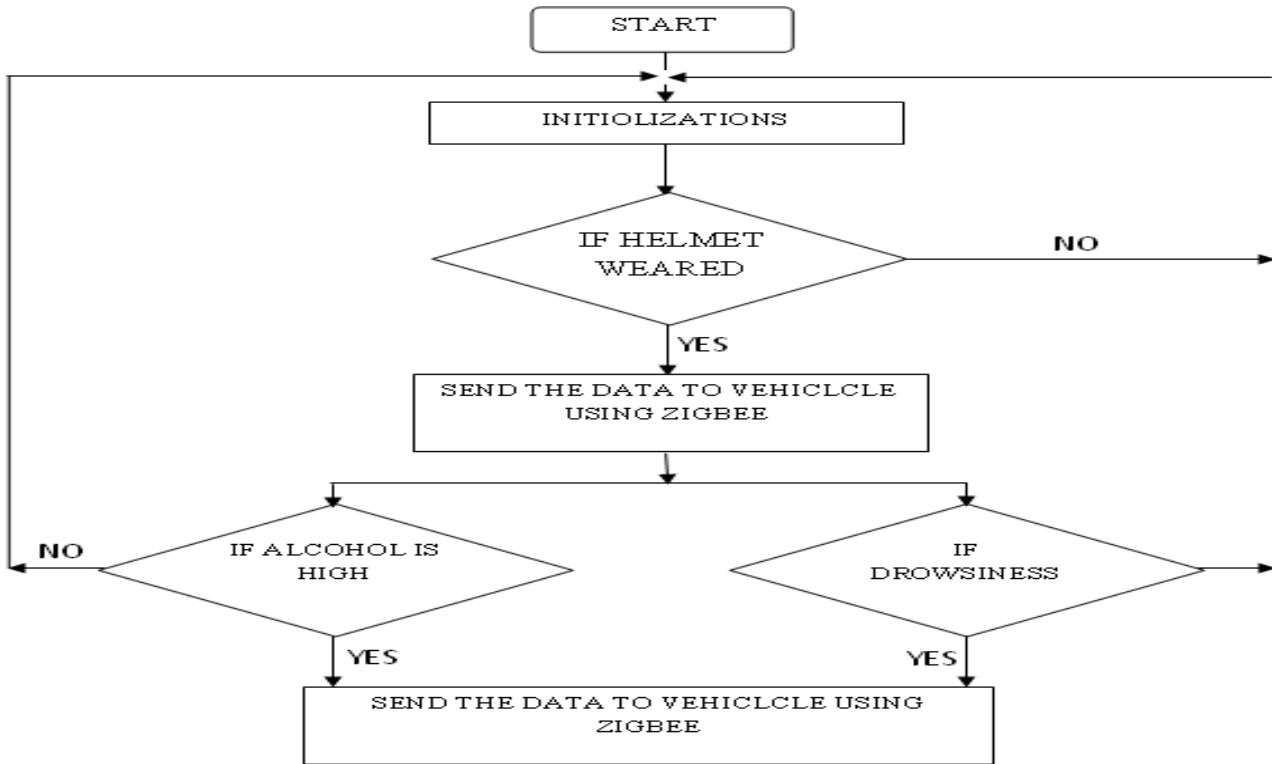 START
INITIOLIZATIONS
IF HELMET
WEARED
NO
YES
SEND THE DATA TO VEHICLCLE
USING ZIGBEE
NO
IF ALCOHOL IS
HIGH
IF
DROWSINESS
YES
YES
SEND THE DATA TO VEHICLCLE USING
ZIGBEE